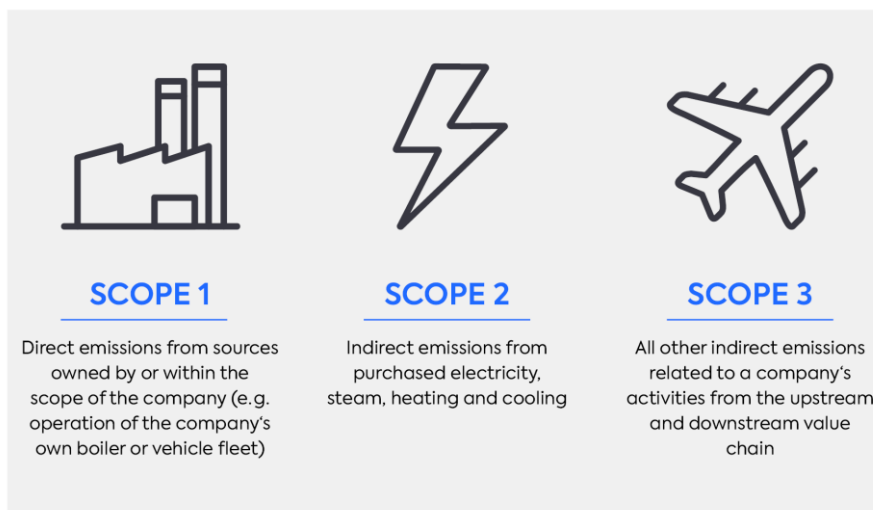 SCOPE 1
Direct emissions from sources
owned by or within the
scope of the company (e.g.
operation of the company‘s
own boiler or vehicle fleet)
SCOPE 2
Indirect emissions from
purchased electricity,
steam, heating and cooling
SCOPE 3
All other indirect emissions
related to a company‘s
activities from the upstream
and downstream value
chain